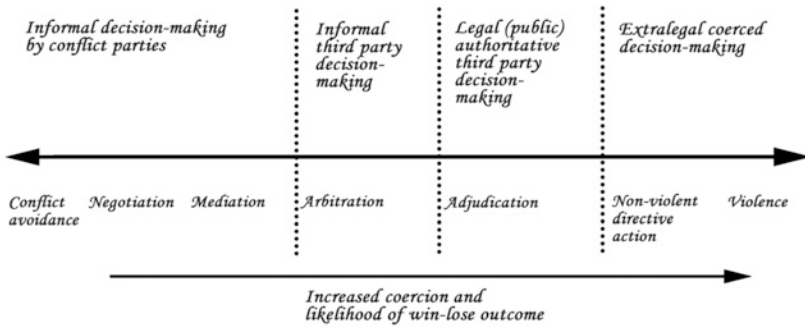 Informal decision-making
by conflict parties
Informal
third party
decision-
making
Legal (public)
authoritative
third party
decision-
making
Extralegal coerced
decision-making
Conflict
avoidance
Negotiation
Mediation
Arbitration
Adjudication
Non-violent
directive
action
Violence
Increased coercion and
likelihood of win-lose outcome